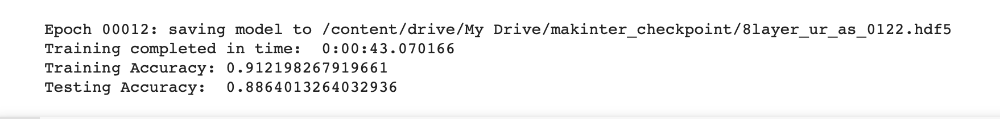 Epoch 00012: saving model to /content/drive/My Drive/makinter_checkpoint/8layer_ur_as_0122.hdf5
Training completed in time:  0:00:43.070166
Training Accuracy: 0.912198267919661
Testing Accuracy:  0.8864013264032936